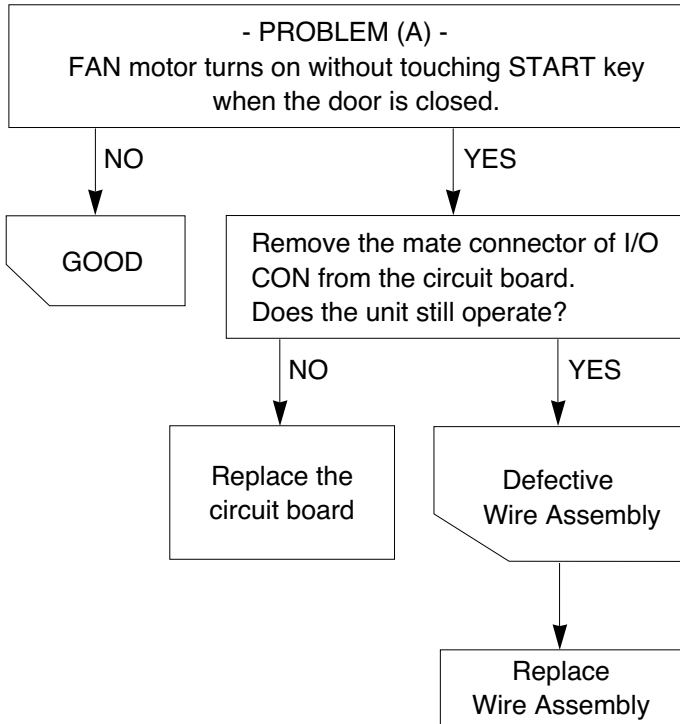 - PROBLEM (A) -
FAN motor turns on without touching START key
when the door is closed.
NO
YES
GOOD
Remove the mate connector of I/O
CON from the circuit board.
Does the unit still operate?
NO
YES
Replace the
circuit board
Defective
Wire Assembly
Replace
Wire Assembly